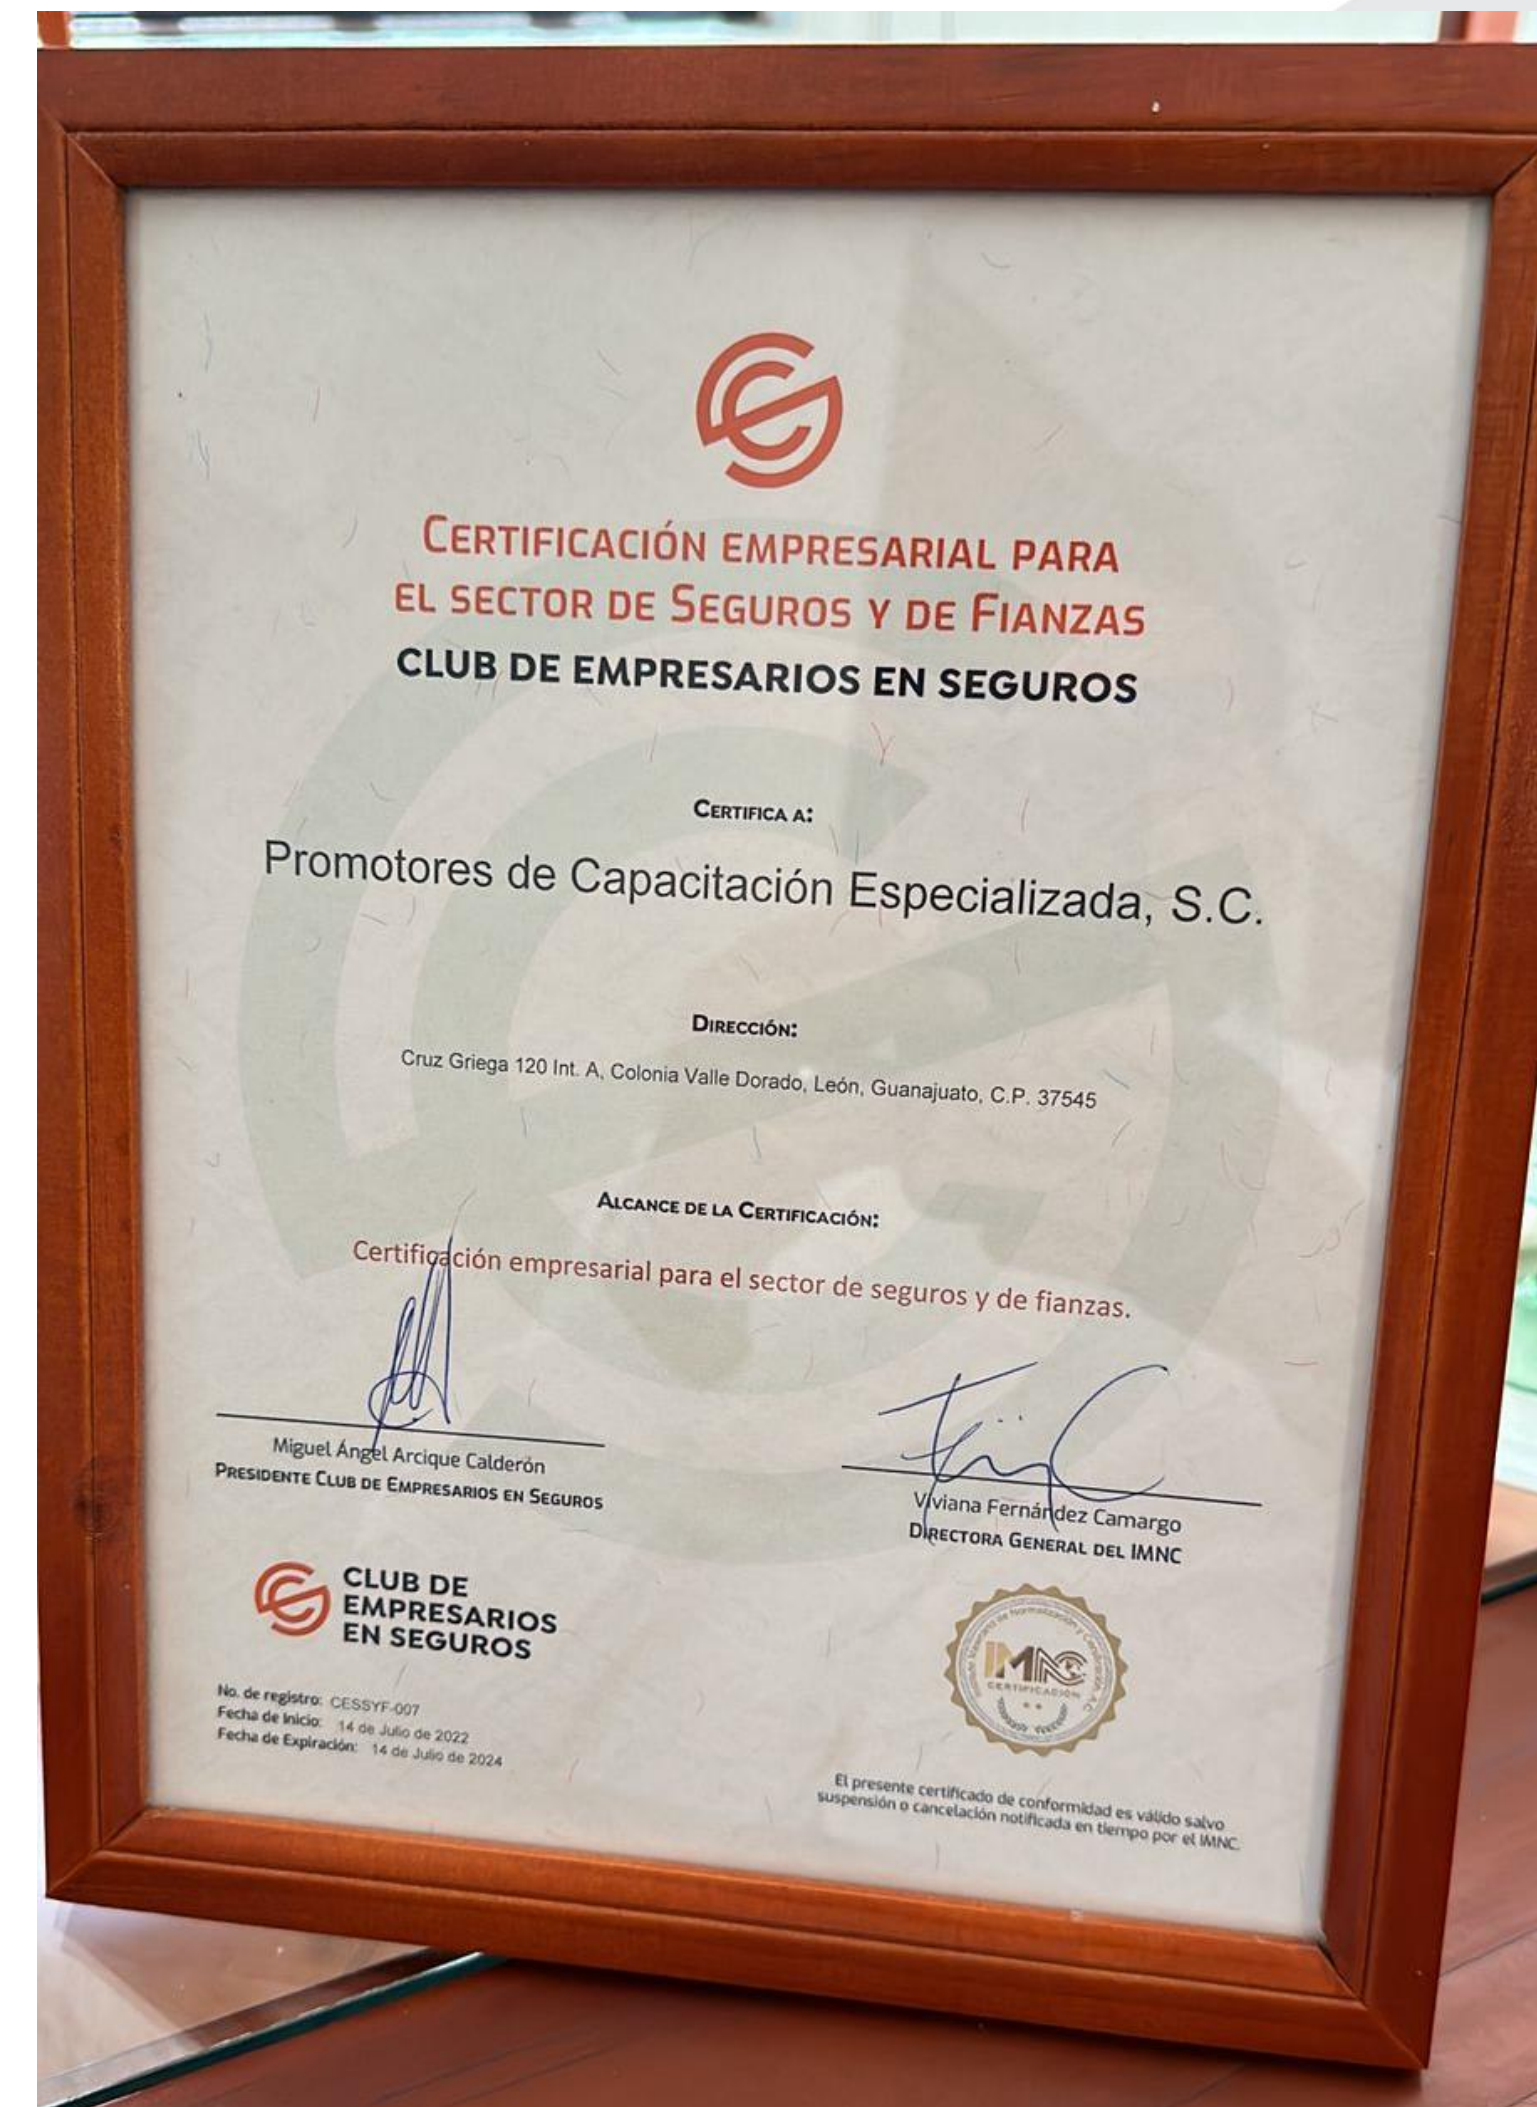 CERTIFICACIÓN EMPRESARIAL PARA
EL SECTOR DE SEGUROS Y DE FIANZAS
CLUB DE EMPRESARIOS EN SEGUROS
CERTIFICA A:
Promotores de Capacitación Especializada, S.C.
DIRECCIÓN:
Cruz Griega 120 Int. A, Colonia Valle Dorado, León, Guanajuato, C.P. 37545
ALCANCE DE LA CERTIFICACIÓN:
Certificación empresarial para el sector de seguros y de fianzas.
Miguel Ángel Arcique Calderón
PRESIDENTE CLUB DE EMPRESARIOS EN SEGUROS
Viviana Fernández Camargo
DIRECTORA GENERAL DEL IMNC
CLUB DE
EMPRESARIOS
EN SEGUROS
No. de registro: CESSYF-007
Fecha de Inicio: 14 de Julio de 2022
Fecha de Expiración: 14 de Julio de 2024
IMNC
CERTIFICACIÓN
El presente certificado de conformidad es válido salvo
suspensión o cancelación notificada en tiempo por el IMNC.